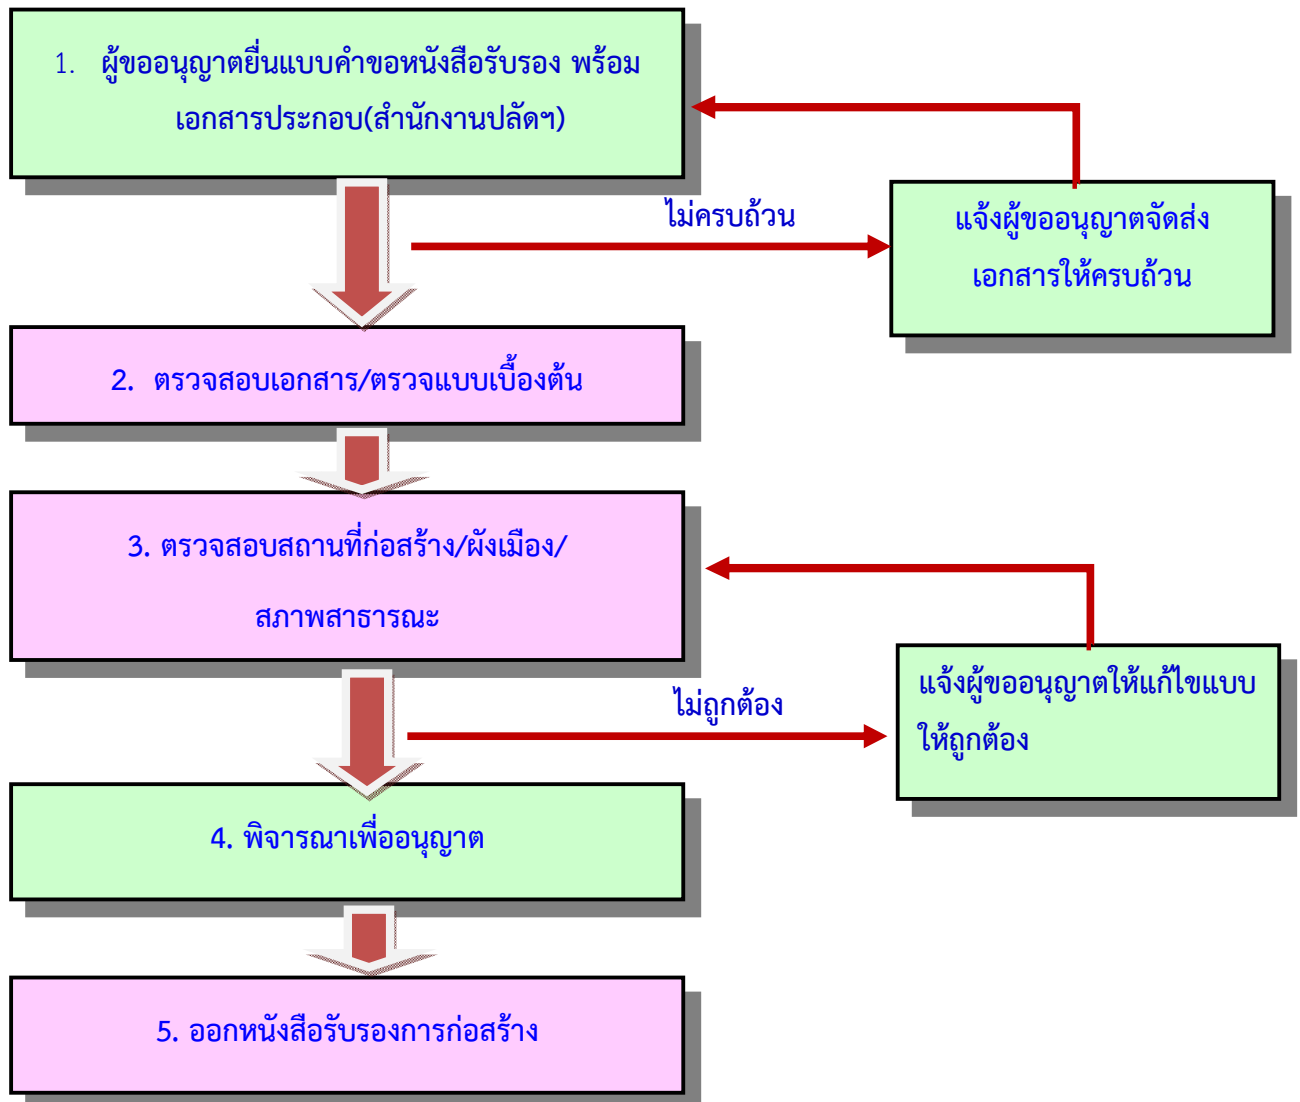 1. ผู้ขออนุญาตยื่นแบบคำขอหนังสือรับรอง พร้อม
เอกสารประกอบ(สำนักงานปลัดฯ)
ไม่ครบถ้วน
แจ้งผู้ขออนุญาตจัดส่ง
เอกสารให้ครบถ้วน
2. ตรวจสอบเอกสาร/ตรวจแบบเบื้องต้น
3. ตรวจสอบสถานที่ก่อสร้าง/ผังเมือง/
สภาพสาธารณะ
ไม่ถูกต้อง
แจ้งผู้ขออนุญาตให้แก้ไขแบบ
ให้ถูกต้อง
4. พิจารณาเพื่ออนุญาต
5. ออกหนังสือรับรองการก่อสร้าง